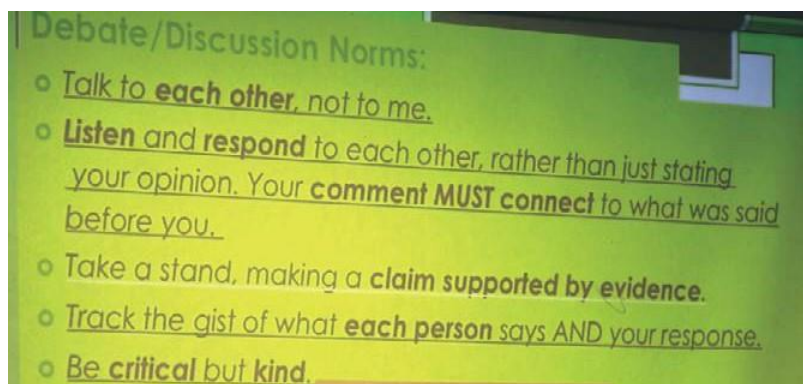 Debate/Discussion Norms:
Talk to each other, not to me.
Listen and respond to each other, rather than just stating
your opinion. Your comment MUST connect to what was said
before you.
Take a stand, making a claim supported by evidence.
Track the gist of what each person says AND your response.
Be critical but kind.